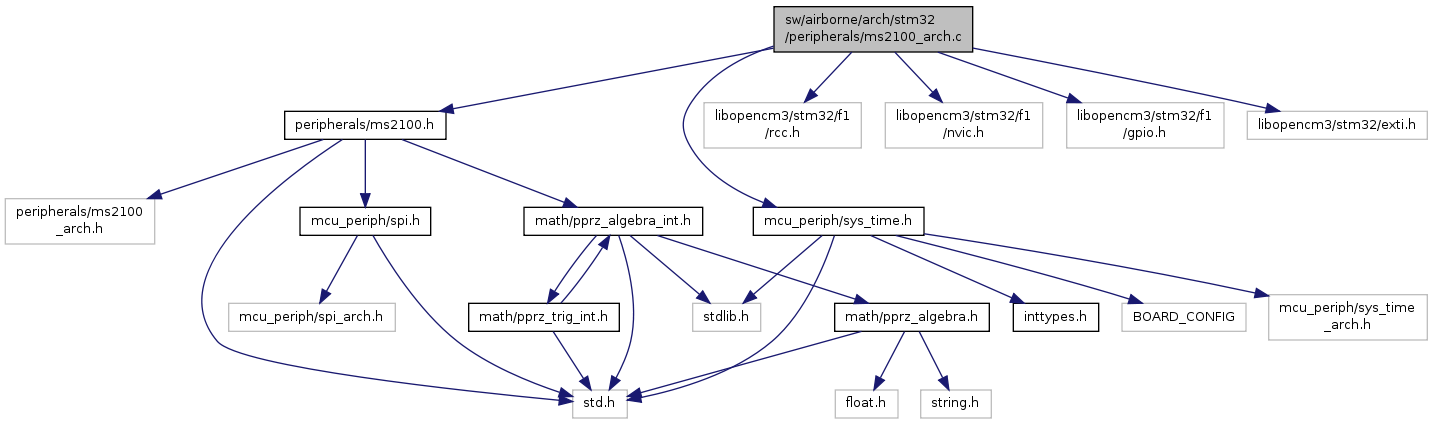 sw/airborne/arch/stm32
/peripherals/ms2100_arch.c
peripherals/ms2100.h
libopencm3/stm32/f1
/rcc.h
libopencm3/stm32/f1
/nvic.h
libopencm3/stm32/f1
/gpio.h
libopencm3/stm32/exti.h
peripherals/ms2100
_arch.h
mcu_periph/spi.h
math/pprz_algebra_int.h
mcu_periph/sys_time.h
mcu_periph/spi_arch.h
math/pprz_trig_int.h
stdlib.h
math/pprz_algebra.h
inttypes.h
BOARD_CONFIG
mcu_periph/sys_time
_arch.h
std.h
float.h
string.h